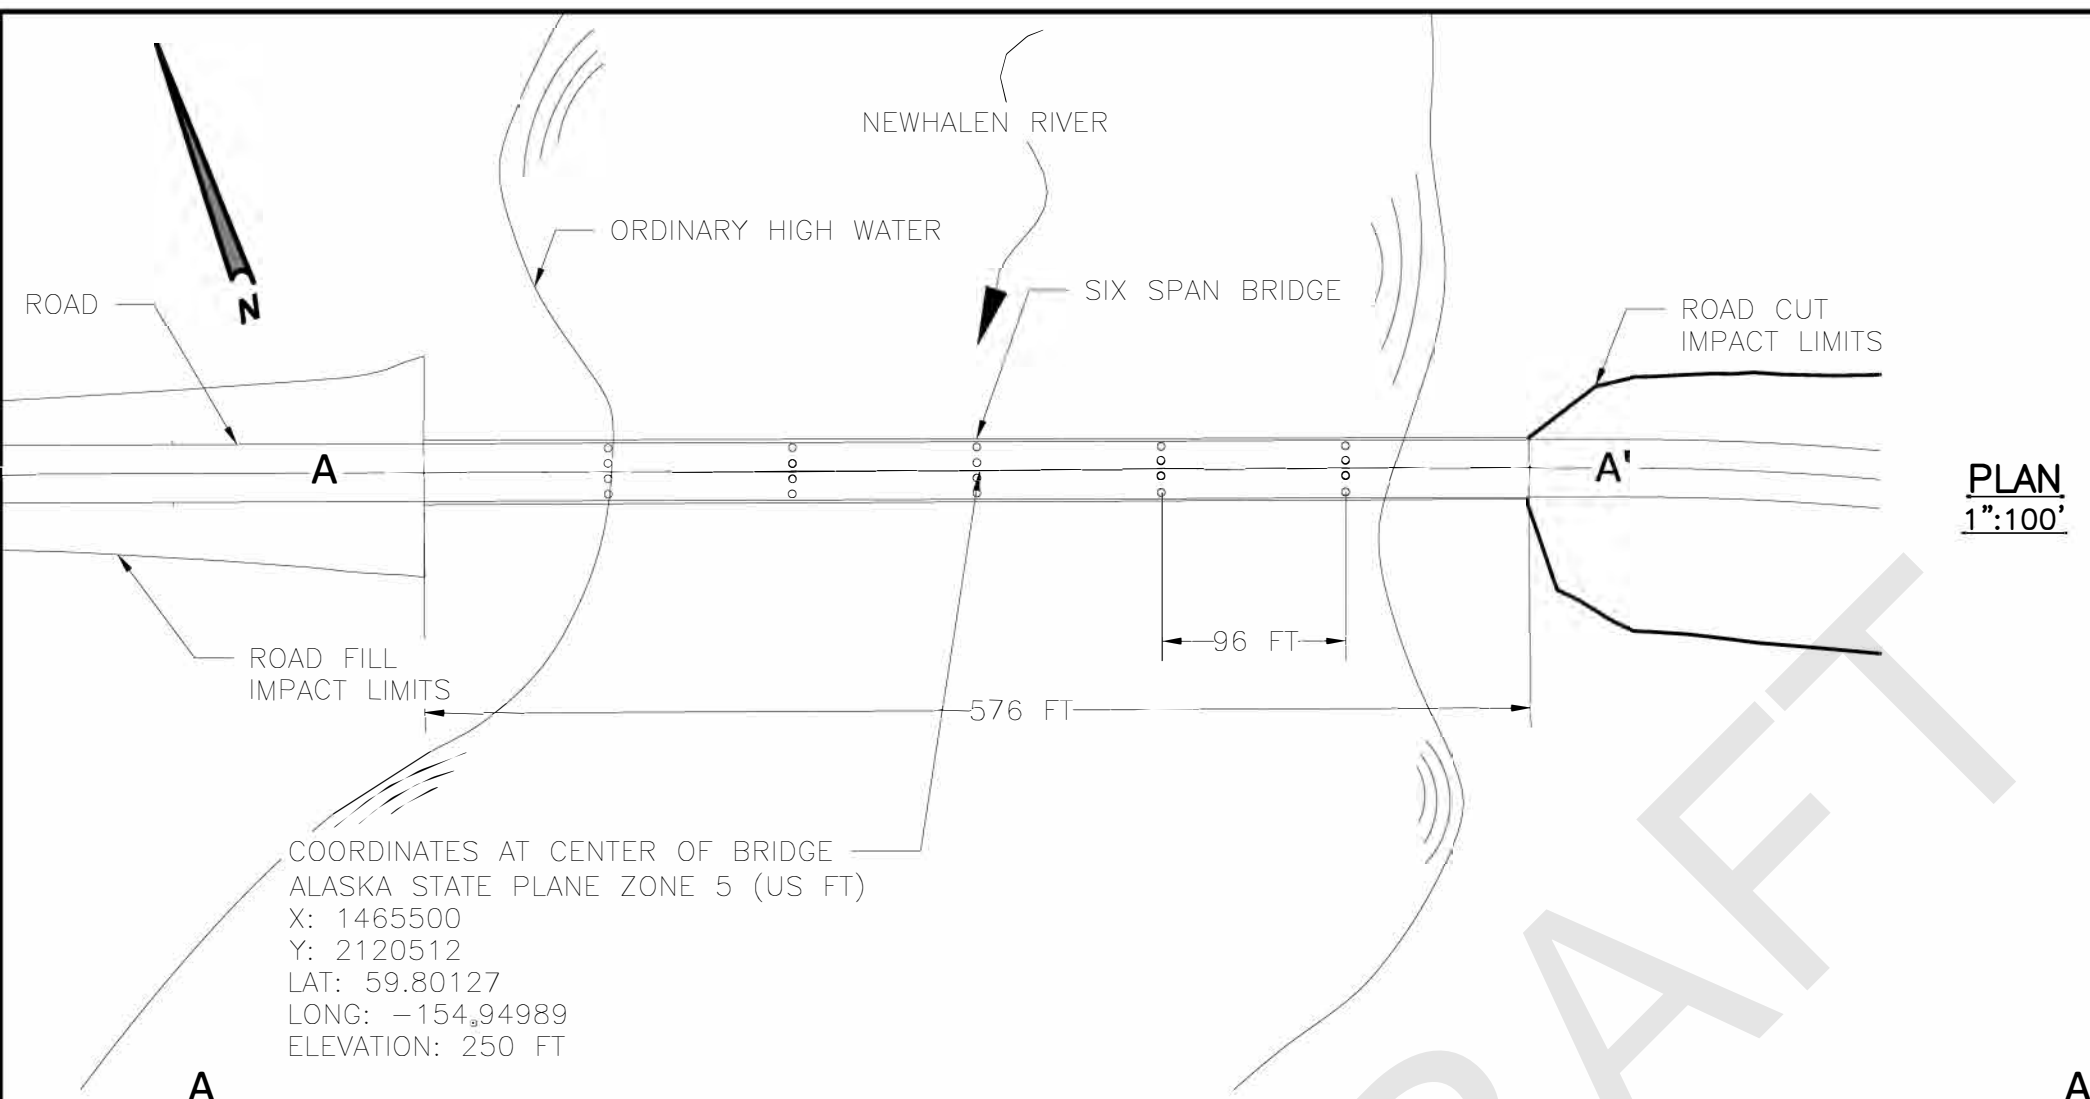 NEWHALEN RIVER
ORDINARY HIGH WATER
SIX SPAN BRIDGE
ROAD
N
ROAD CUT
IMPACT LIMITS
A
A'
PLAN
1":100'
96 FT
ROAD FILL
IMPACT LIMITS
576 FT
COORDINATES AT CENTER OF BRIDGE
ALASKA STATE PLANE ZONE 5 (US FT)
X: 1465500
Y: 2120512
LAT: 59.80127
LONG: -154.94989
ELEVATION: 250 FT
A
A
RAFT